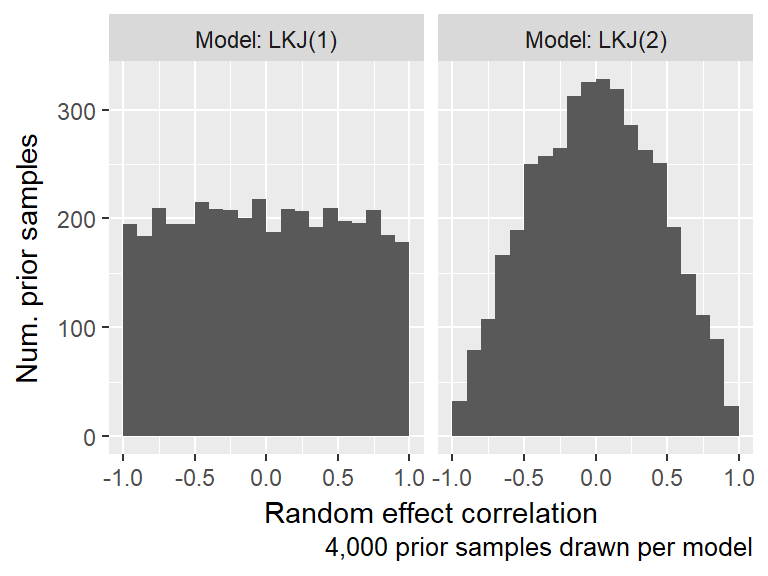 Model: LKJ(1)
Model: LKJ(2)
Num. prior samples
300
200
100
0
-1.0 -0.5 0.0 0.5 1.0
-1.0 -0.5 0.0 0.5 1.0
Random effect correlation
4,000 prior samples drawn per model